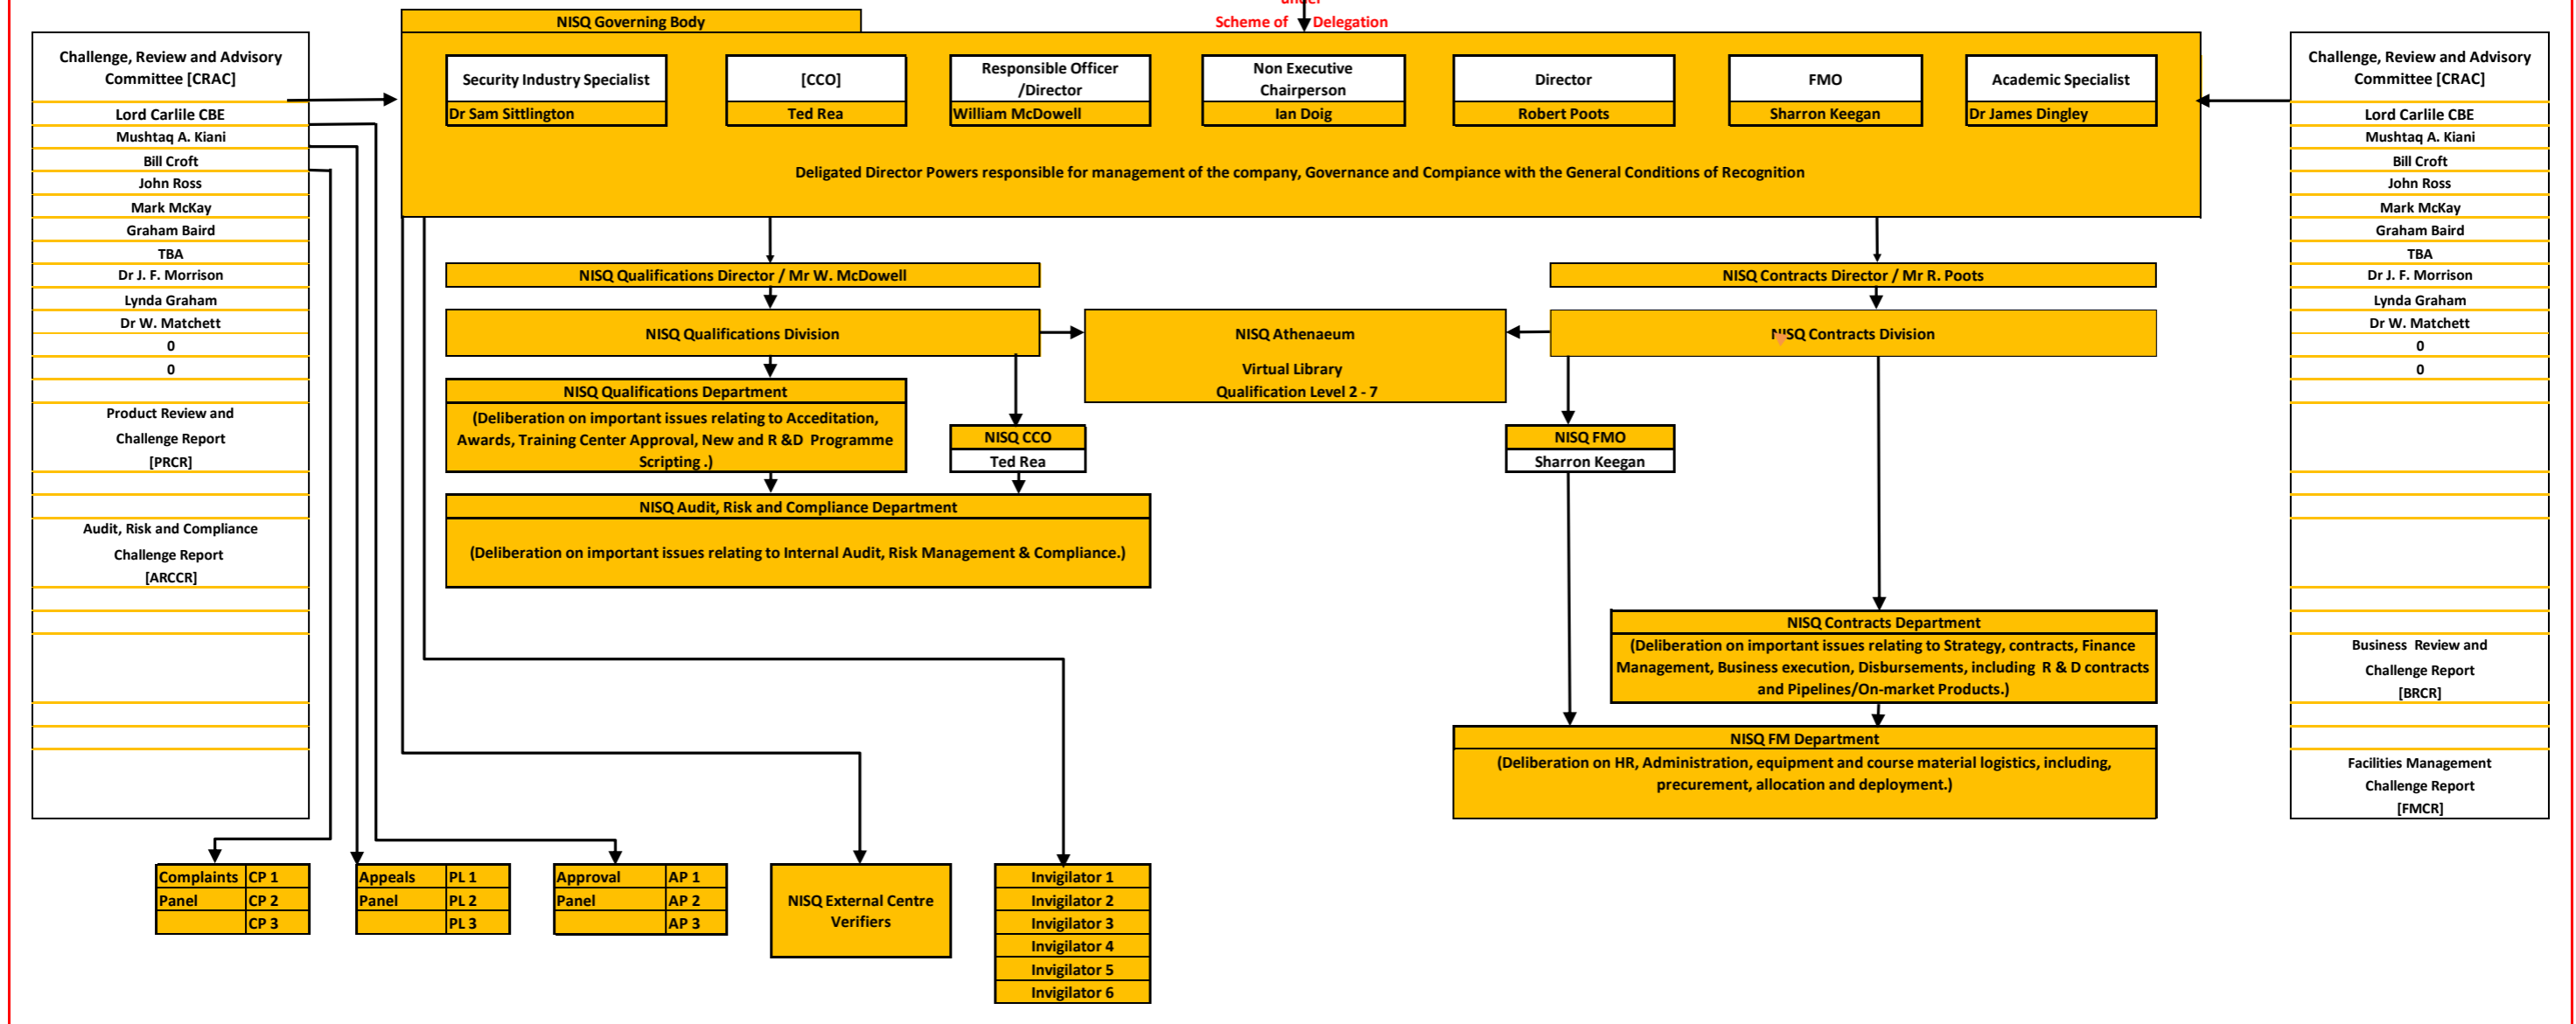 under
Scheme of Delegation
NISQ Governing Body
Challenge, Review and Advisory
Committee [CRAC]
Lord Carlile CBE
Mushtaq A. Kiani
Bill Croft
John Ross
Mark McKay
Graham Baird
TBA
Dr J. F. Morrison
Lynda Graham
Dr W. Matchett
0
0
Product Review and
Challenge Report
[PRCR]
Audit, Risk and Compliance
Challenge Report
[ARCCR]
Security Industry Specialist
Dr Sam Sittlington
[CCO]
Ted Rea
Responsible Officer
/Director
William McDowell
Non Executive
Chairperson
Ian Doig
Director
Robert Poots
FMO
Sharron Keegan
Academic Specialist
Dr James Dingley
Deligated Director Powers responsible for management of the company, Governance and Compiance with the General Conditions of Recognition
NISQ Qualifications Director / Mr W. McDowell
NISQ Contracts Director / Mr R. Poots
NISQ Qualifications Division
NISQ Athenaeum
Virtual Library
Qualification Level 2 - 7
NISQ Contracts Division
NISQ Qualifications Department
(Deliberation on important issues relating to Acceditation,
Awards, Training Center Approval, New and R &D Programme
Scripting .)
NISQ CCO
Ted Rea
NISQ FMO
Sharron Keegan
NISQ Audit, Risk and Compliance Department
(Deliberation on important issues relating to Internal Audit, Risk Management & Compliance.)
NISQ Contracts Department
(Deliberation on important issues relating to Strategy, contracts, Finance
Management, Business execution, Disbursements, including R & D contracts
and Pipelines/On-market Products.)
NISQ FM Department
(Deliberation on HR, Administration, equipment and course material logistics, including,
procurement, allocation and deployment.)
Challenge, Review and Advisory
Committee [CRAC]
Lord Carlile CBE
Mushtaq A. Kiani
Bill Croft
John Ross
Mark McKay
Graham Baird
TBA
Dr J. F. Morrison
Lynda Graham
Dr W. Matchett
0
0
Business Review and
Challenge Report
[BRCR]
Facilities Management
Challenge Report
[FMCR]
Complaints CP 1
Panel CP 2
CP 3
Appeals PL 1
Panel PL 2
PL 3
Approval AP 1
Panel AP 2
AP 3
NISQ External Centre
Verifiers
Invigilator 1
Invigilator 2
Invigilator 3
Invigilator 4
Invigilator 5
Invigilator 6